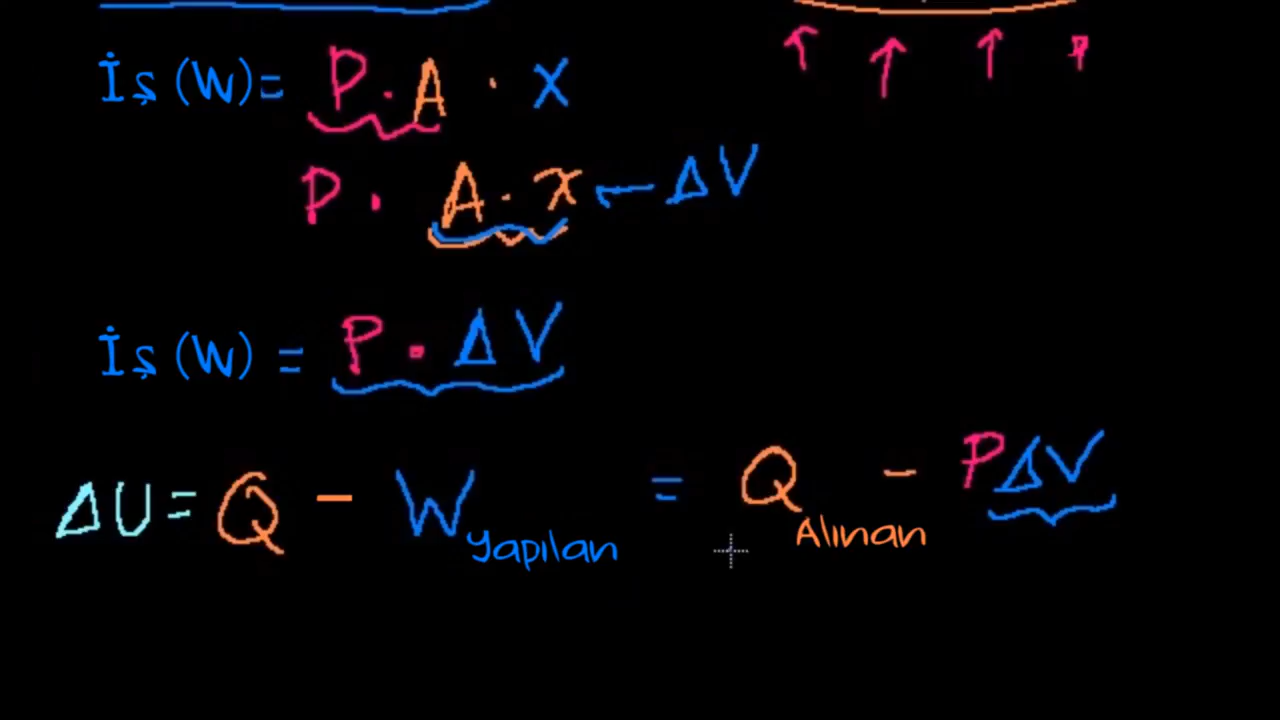 İş (W) = P · A · x
P · A · x ← ΔV
İş (W) = P · ΔV
ΔU = Q - W Yapılan = Q Alınan - PΔV